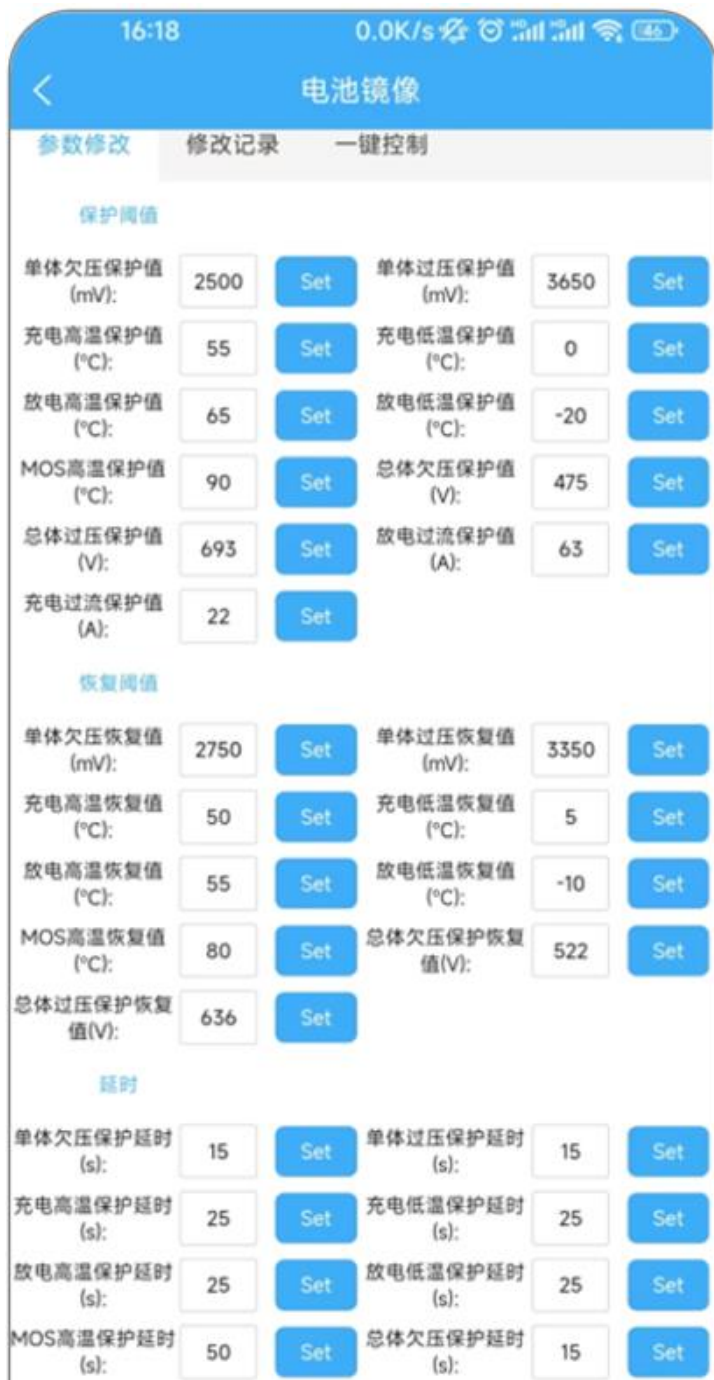 16:18 0.0K/s HD HD 46
电池镜像
参数修改 修改记录 一键控制
保护阈值
单体欠压保护值(mV): 2500 Set 单体过压保护值(mV): 3650 Set
充电高温保护值(°C): 55 Set 充电低温保护值(°C): 0 Set
放电高温保护值(°C): 65 Set 放电低温保护值(°C): -20 Set
MOS高温保护值(°C): 90 Set 总体欠压保护值(V): 475 Set
总体过压保护值(V): 693 Set 放电过流保护值(A): 63 Set
充电过流保护值(A): 22 Set
恢复阈值
单体欠压恢复值(mV): 2750 Set 单体过压恢复值(mV): 3350 Set
充电高温恢复值(°C): 50 Set 充电低温恢复值(°C): 5 Set
放电高温恢复值(°C): 55 Set 放电低温恢复值(°C): -10 Set
MOS高温恢复值(°C): 80 Set 总体欠压保护恢复值(V): 522 Set
总体过压保护恢复值(V): 636 Set
延时
单体欠压保护延时(s): 15 Set 单体过压保护延时(s): 15 Set
充电高温保护延时(s): 25 Set 充电低温保护延时(s): 25 Set
放电高温保护延时(s): 25 Set 放电低温保护延时(s): 25 Set
MOS高温保护延时(s): 50 Set 总体欠压保护延时(s): 15 Set